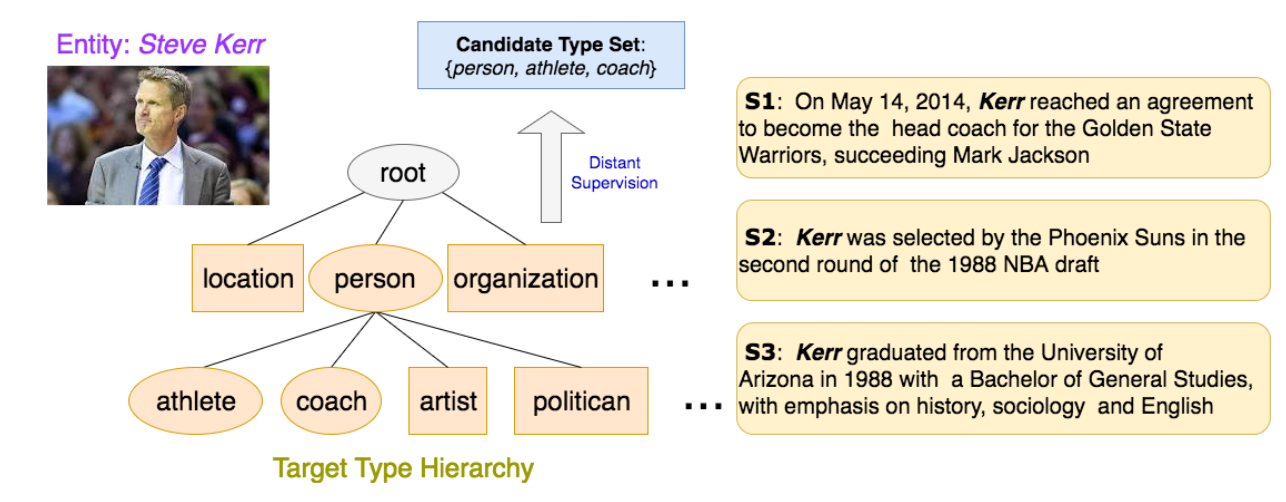 Entity: Steve Kerr
Candidate Type Set:
{person, athlete, coach}
Distant
Supervision
root
location
person
organization
...
athlete
coach
artist
politican
...
Target Type Hierarchy
S1: On May 14, 2014, Kerr reached an agreement
to become the head coach for the Golden State
Warriors, succeeding Mark Jackson
S2: Kerr was selected by the Phoenix Suns in the
second round of the 1988 NBA draft
S3: Kerr graduated from the University of
Arizona in 1988 with a Bachelor of General Studies,
with emphasis on history, sociology and English